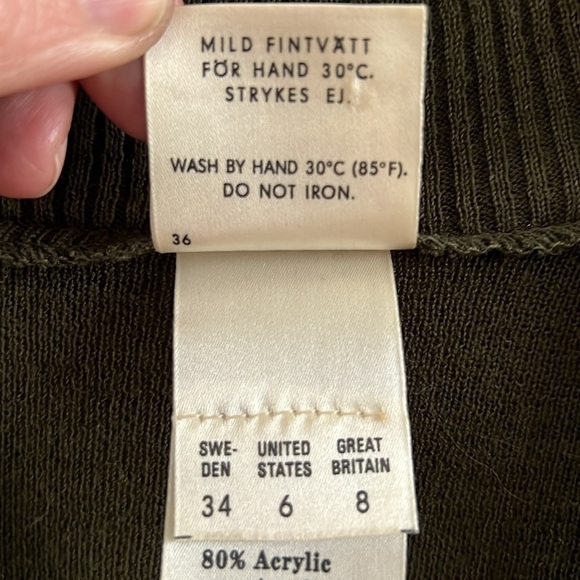 MILD FINTVÄTT
FÖR HAND 30°C.
STRYKES EJ.
WASH BY HAND 30°C (85°F).
DO NOT IRON.
36
SWE- UNITED GREAT
DEN STATES BRITAIN
34 6 8
80% Acrylic